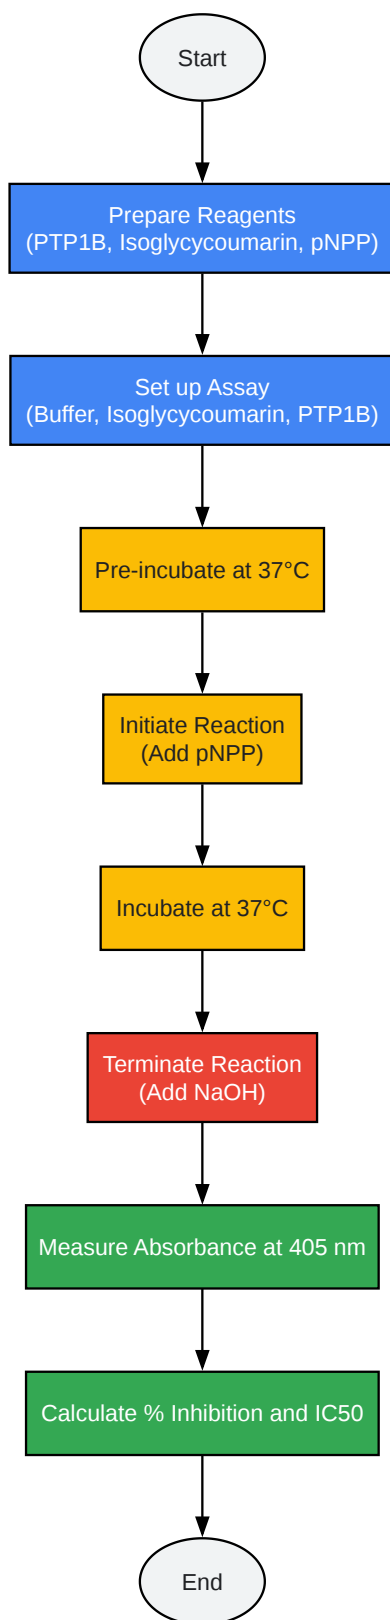 Start
Prepare Reagents
(PTP1B, Isoglycycoumarin, pNPP)
Set up Assay
(Buffer, Isoglycycoumarin, PTP1B)
Pre-incubate at 37°C
Initiate Reaction
(Add pNPP)
Incubate at 37°C
Terminate Reaction
(Add NaOH)
Measure Absorbance at 405 nm
Calculate % Inhibition and IC50
End